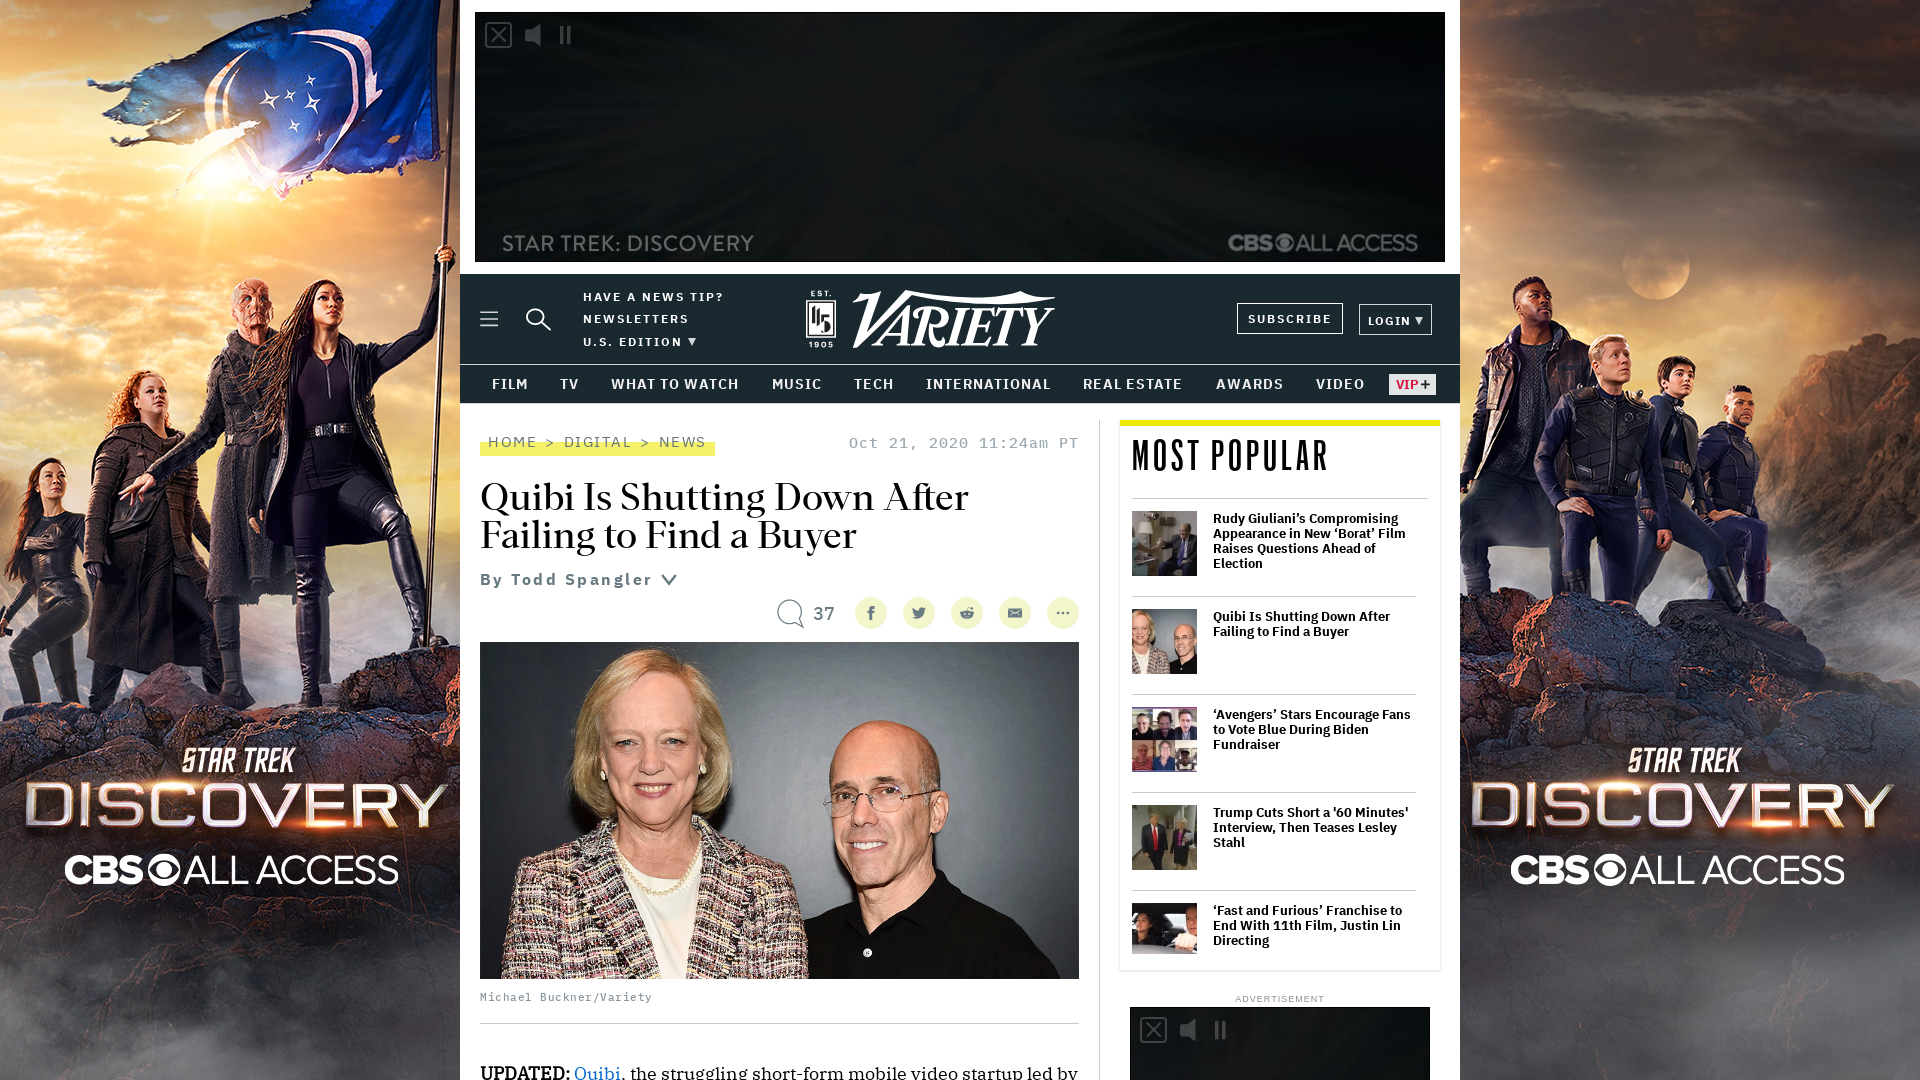 STAR TREK: DISCOVERY
CBS ALL ACCESS
HAVE A NEWS TIP?
NEWSLETTERS
U.S. EDITION ▼
EST.
115
1905
VARIETY
SUBSCRIBE
LOGIN ▼
FILM TV WHAT TO WATCH MUSIC TECH INTERNATIONAL REAL ESTATE AWARDS VIDEO VIP+
HOME > DIGITAL > NEWS
Oct 21, 2020 11:24am PT
Quibi Is Shutting Down After
Failing to Find a Buyer
By Todd Spangler
37
Michael Buckner/Variety
UPDATED: Quibi, the struggling short-form mobile video startup led by
MOST POPULAR
Rudy Giuliani’s Compromising
Appearance in New ‘Borat’ Film
Raises Questions Ahead of
Election
Quibi Is Shutting Down After
Failing to Find a Buyer
‘Avengers’ Stars Encourage Fans
to Vote Blue During Biden
Fundraiser
Trump Cuts Short a '60 Minutes'
Interview, Then Teases Lesley
Stahl
‘Fast and Furious’ Franchise to
End With 11th Film, Justin Lin
Directing
ADVERTISEMENT
STAR TREK
DISCOVERY
CBS ALL ACCESS
STAR TREK
DISCOVERY
CBS ALL ACCESS